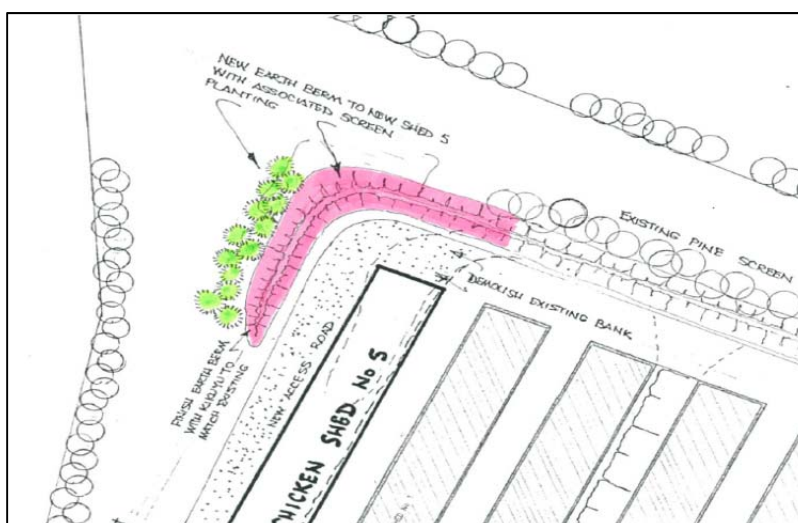 NEW EARTH BERM TO NEW SHED 5
WITH ASSOCIATED SCREEN
PLANTING
EXISTING PINE SCREEN
DEMOLISH EXISTING BANK
FINISH EARTH BERM
WITH KIKUYU TO
MATCH EXISTING
NEW ACCESS ROAD
CHICKEN SHED No 5